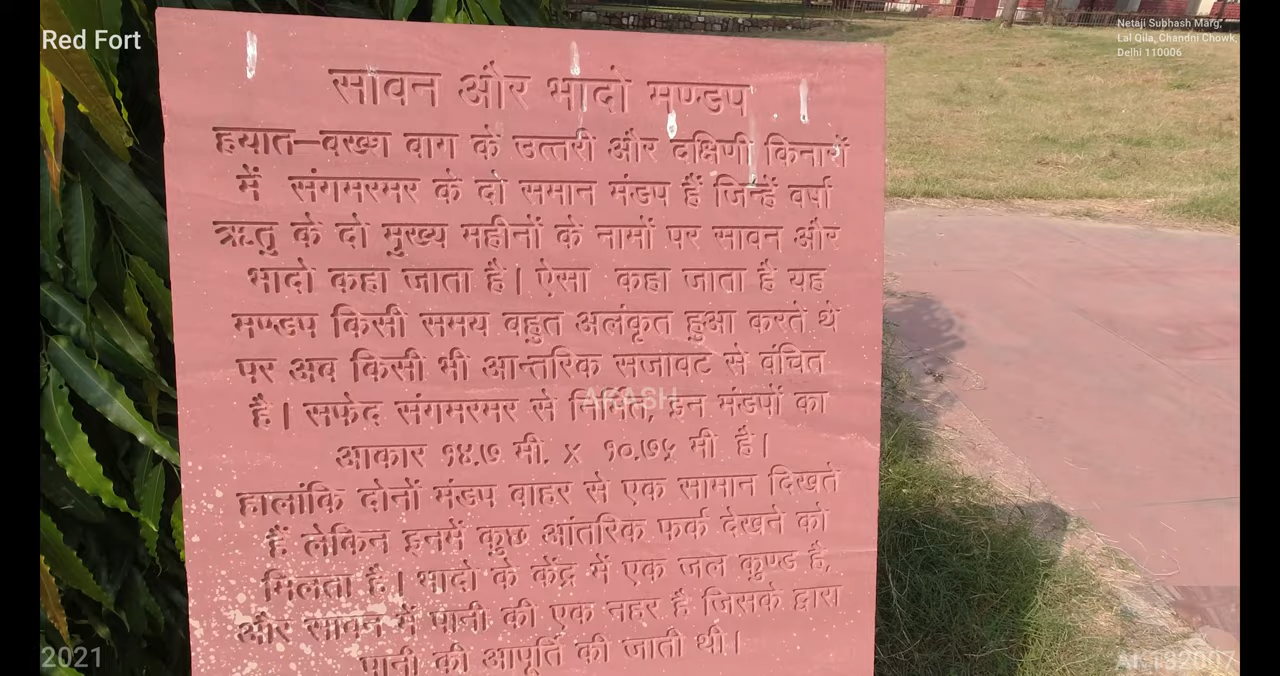 Red Fort
Netaji Subhash Marg,
Lal Qila, Chandni Chowk,
Delhi 110006
सावन और भादो मण्डप
हयात–वख्श बाग के उत्तरी और दक्षिणी किनारों
में संगमरमर के दो समान मंडप हैं जिन्हें वर्षा
ऋतु के दो मुख्य महीनों के नामों पर सावन और
भादो कहा जाता है। ऐसा कहा जाता है यह
मण्डप किसी समय बहुत अलंकृत हुआ करते थे
पर अब किसी भी आन्तरिक सजावट से वंचित
है। सफेद संगमरमर से निर्मित, इन मंडपों का
AKASH
आकार १४.७ मी. x १०.७५ मी है।
हालांकि दोनों मंडप बाहर से एक सामान दिखते
हैं लेकिन इनमें कुछ आंतरिक फर्क देखने को
मिलता है। भादो के केंद्र में एक जल कुण्ड है,
और सावन में पानी की एक नहर है जिसके द्वारा
पानी की आपूर्ति की जाती थी।
2021